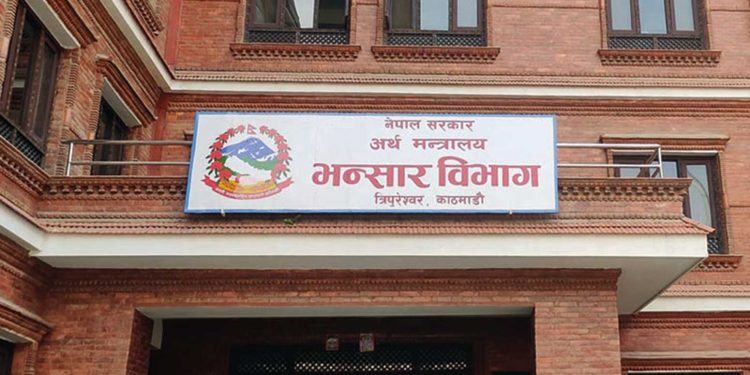 नेपाल सरकार
अर्थ मन्त्रालय
भन्सार विभाग
त्रिपुरेश्वर, काठमाडौ